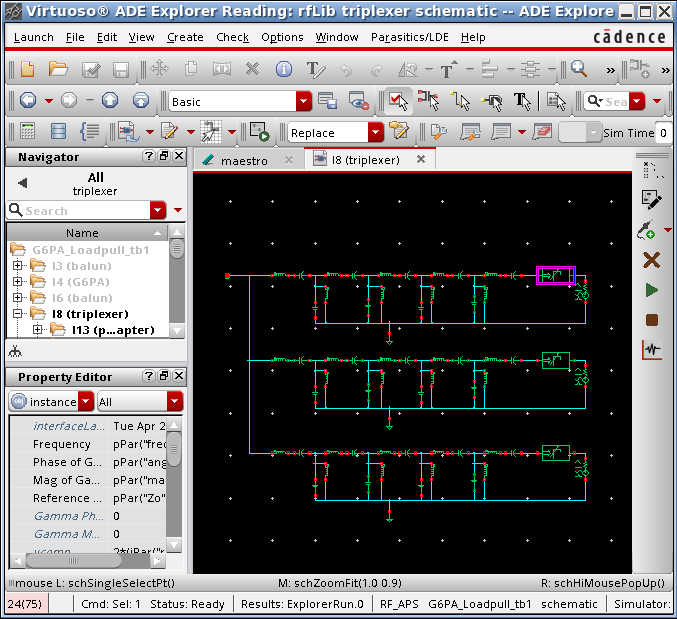 Virtuoso® ADE Explorer Reading: rfLib triplexer schematic -- ADE Explore
Launch File Edit View Create Check Options Window Parasitics/LDE Help cādence
Basic Sea
Replace Sim Time 0
Navigator
maestro I8 (triplexer)
All
triplexer
Search
Name
G6PA_Loadpull_tb1
I3 (balun)
I4 (G6PA)
I6 (balun)
I8 (triplexer)
I13 (p...apter)
Property Editor
obj instance All
interfaceLa... Tue Apr 2
Frequency pPar("fred
Phase of G... pPar("ang
Mag of Ga... pPar("ma
Reference ... pPar("Zo"
Gamma Ph... 0
Gamma M... 0
vcomp 2*(iPar("r
mouse L: schSingleSelectPt() M: schZoomFit(1.0 0.9) R: schHiMousePopUp()
24(75) Cmd: Sel: 1 Status: Ready Results: ExplorerRun.0 RF_APS G6PA_Loadpull_tb1 schematic Simulator: